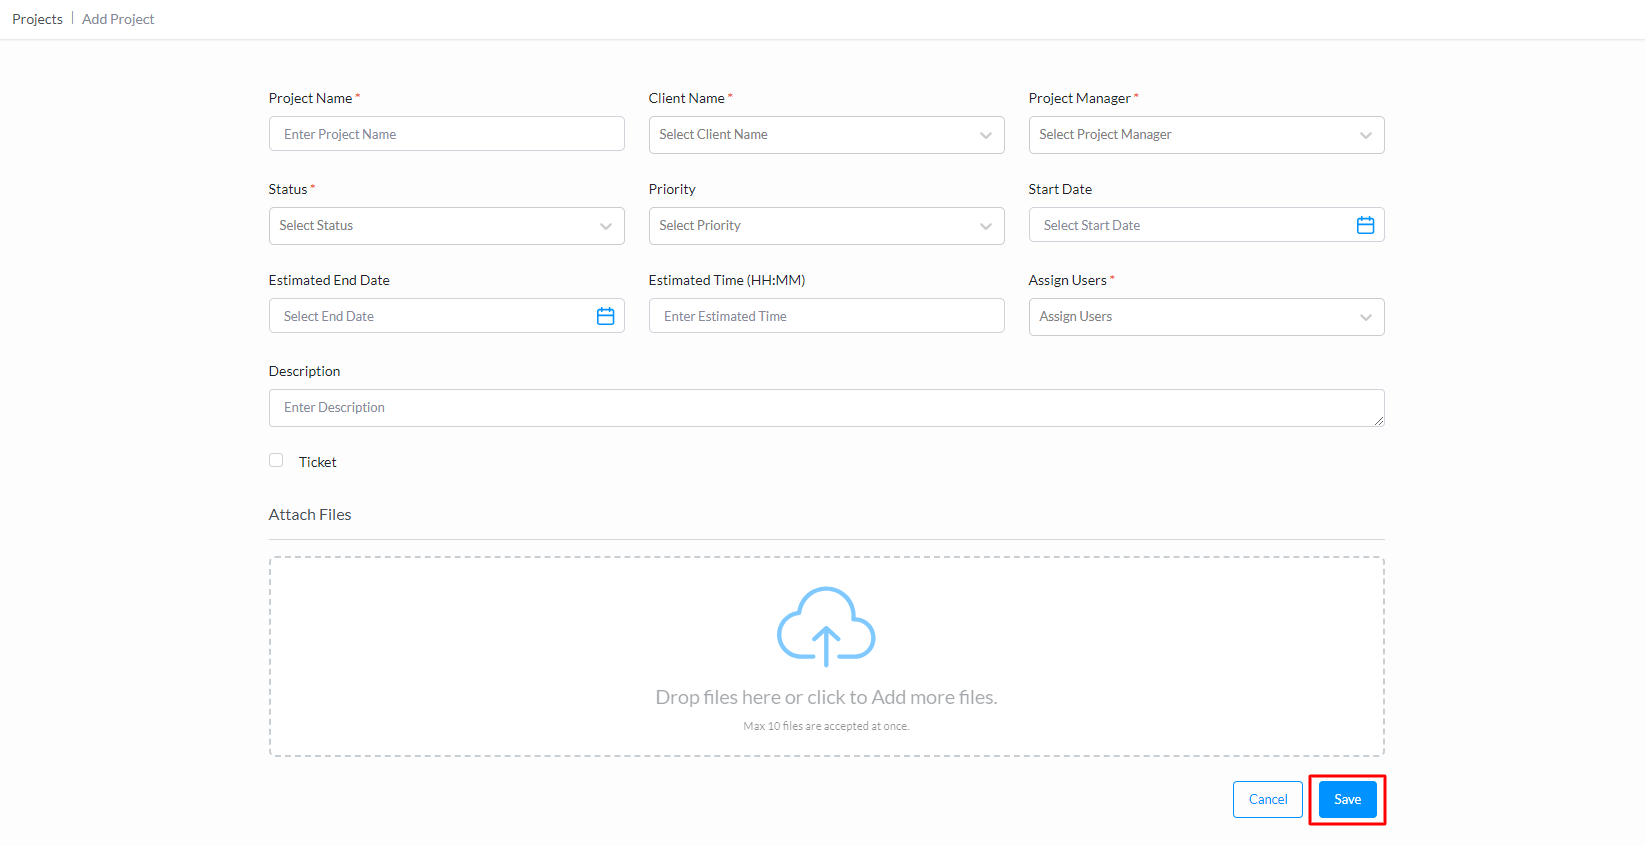 Projects | Add Project
Project Name * Client Name * Project Manager *
Enter Project Name Select Client Name Select Project Manager
Status * Priority Start Date
Select Status Select Priority Select Start Date
Estimated End Date Estimated Time (HH:MM) Assign Users *
Select End Date Enter Estimated Time Assign Users
Description
Enter Description
Ticket
Attach Files
Drop files here or click to Add more files.
Max 10 files are accepted at once.
Cancel Save